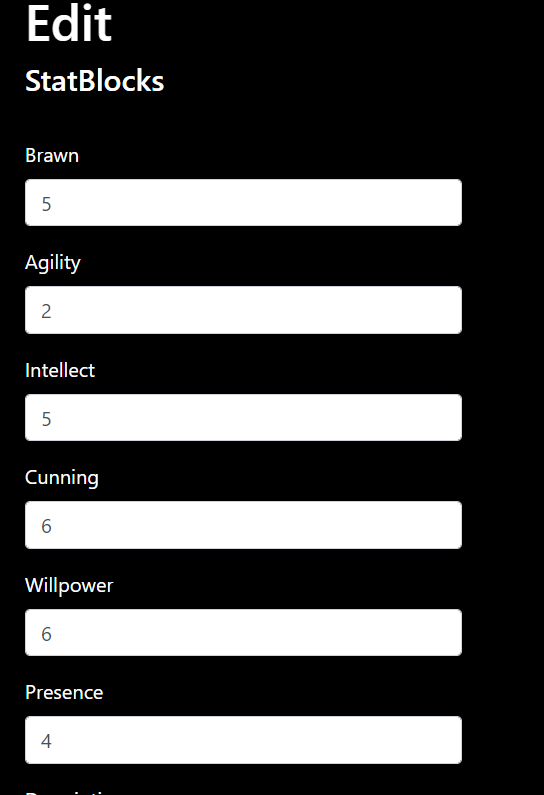 Edit
StatBlocks
Brawn
5
Agility
2
Intellect
5
Cunning
6
Willpower
6
Presence
4